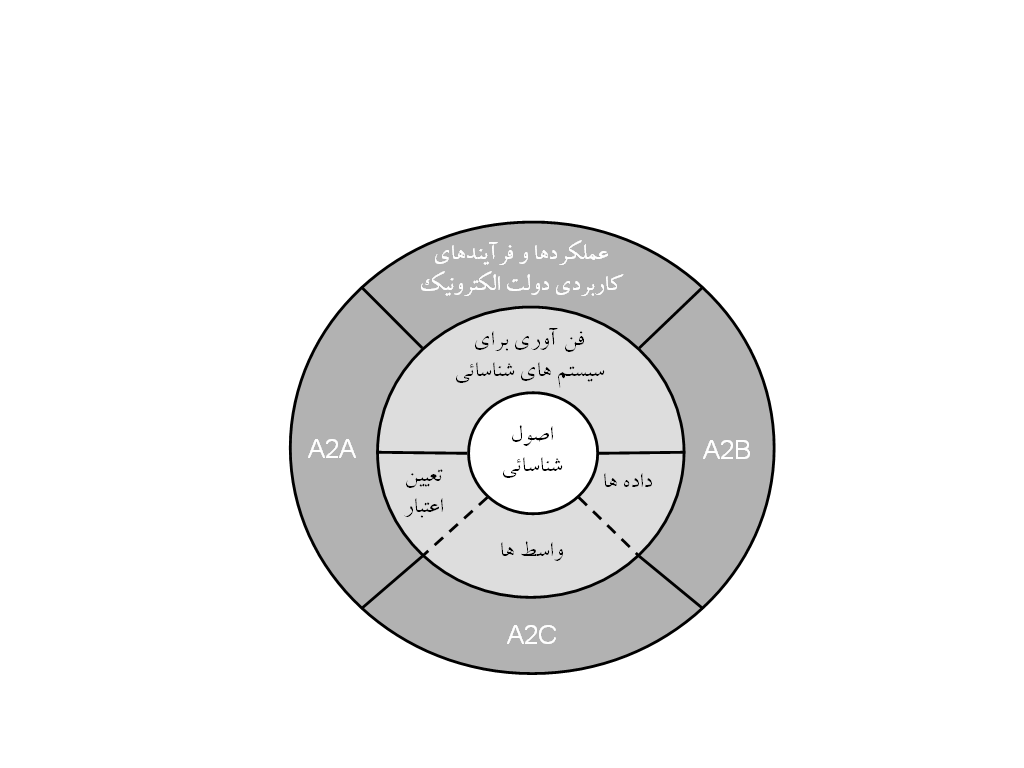 عملکردها و فرآیندهای
کاربردی دولت الکترونیک
فن آوری برای
سیستم های شناسائی
اصول
شناسائی
A2A
A2B
تعیین
اعتبار
داده ها
واسط ها
A2C